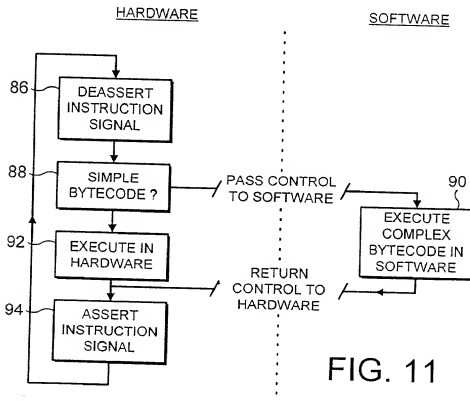 HARDWARE
SOFTWARE
86
DEASSERT
INSTRUCTION
SIGNAL
88
SIMPLE
BYTECODE ?
PASS CONTROL
TO SOFTWARE
90
EXECUTE
COMPLEX
BYTECODE IN
SOFTWARE
92
EXECUTE IN
HARDWARE
RETURN
CONTROL TO
HARDWARE
94
ASSERT
INSTRUCTION
SIGNAL
FIG. 11